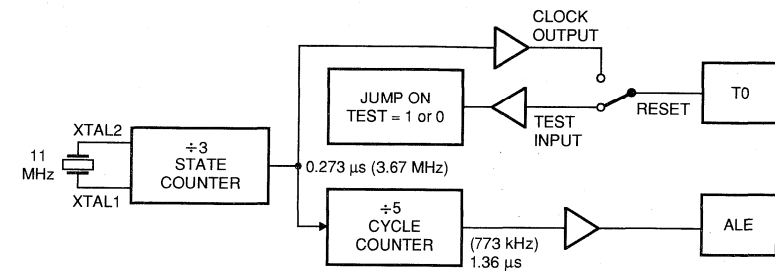 CLOCK
OUTPUT
JUMP ON
TEST = 1 or 0
T0
RESET
TEST
INPUT
XTAL2
11
MHz
XTAL1
÷3
STATE
COUNTER
0.273 µs (3.67 MHz)
÷5
CYCLE
COUNTER
(773 kHz)
1.36 µs
ALE